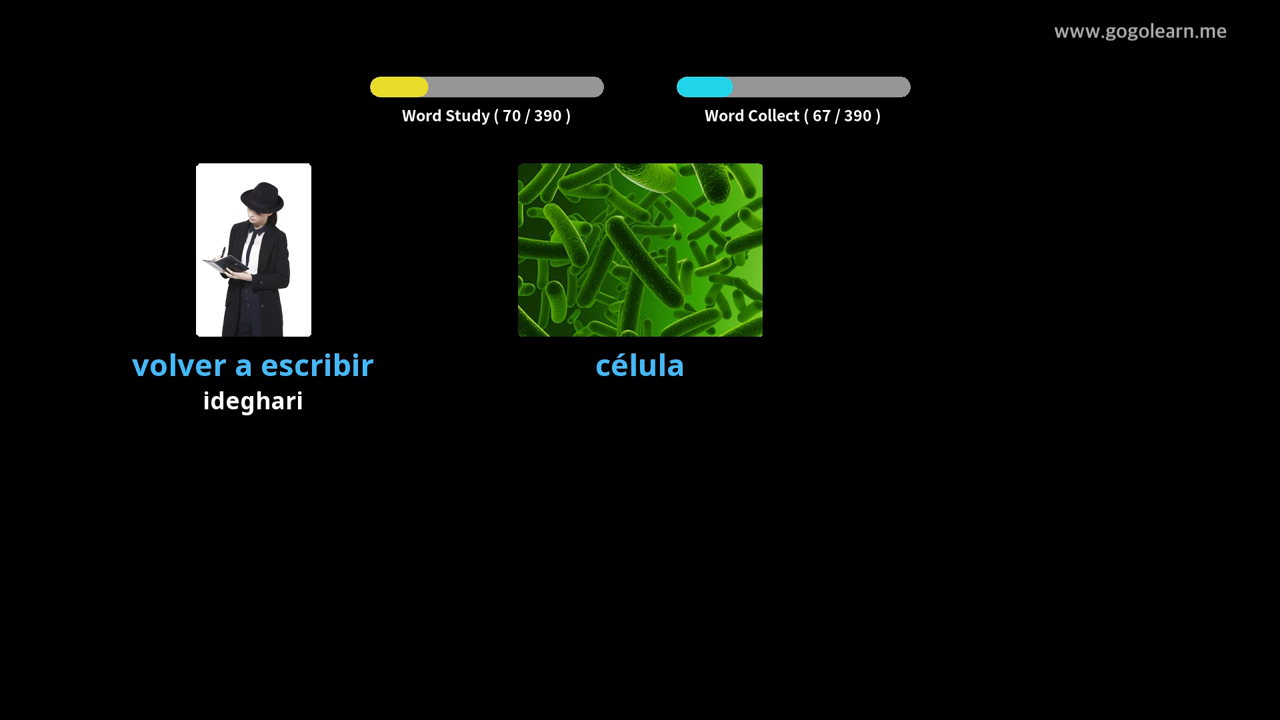 www.gogolearn.me
Word Study ( 70 / 390 )
Word Collect ( 67 / 390 )
volver a escribir
ideghari
célula